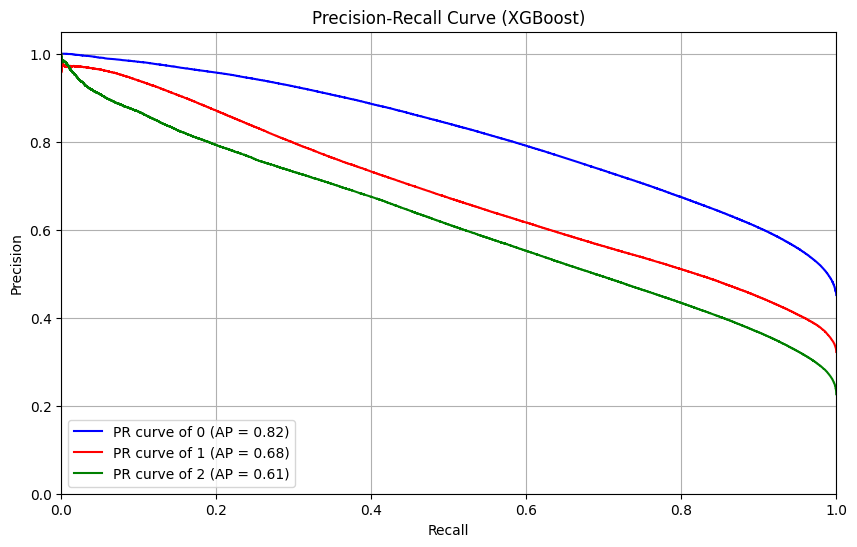 Precision-Recall Curve (XGBoost)
1.0
0.8
0.6
0.4
0.2
0.0
Precision
PR curve of 0 (AP = 0.82)
PR curve of 1 (AP = 0.68)
PR curve of 2 (AP = 0.61)
0.0 0.2 0.4 0.6 0.8 1.0
Recall